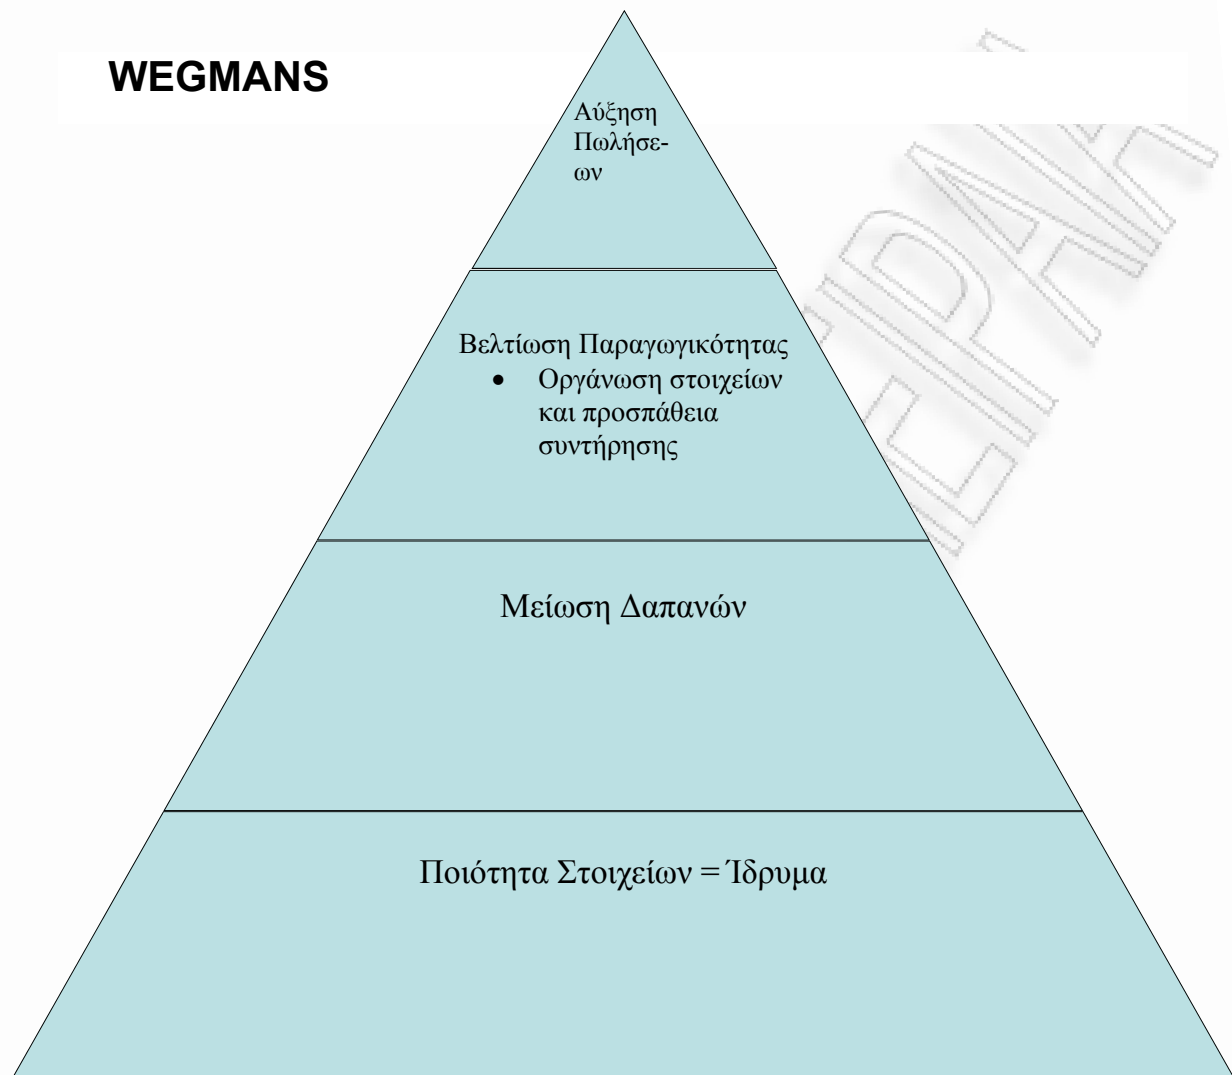 WEGMANS
Αύξηση
Πωλήσε-
ων
Βελτίωση Παραγωγικότητας
• Οργάνωση στοιχείων
και προσπάθεια
συντήρησης
Μείωση Δαπανών
Ποιότητα Στοιχείων = Ίδρυμα